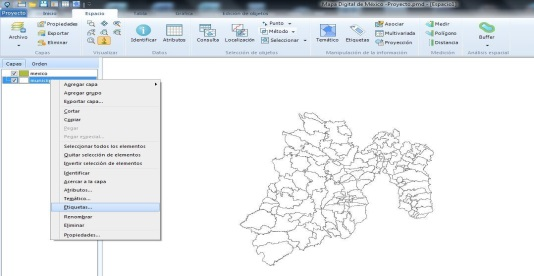 Mapa Digital de Mexico - Proyecto.pmd - [Espacio]
Proyecto Inicio Espacio Tabla Edición de objetos
Archivo
Propiedades
Exportar
Eliminar
Capas
Visualizar
Identificar Atributos
Datos
Consulta Localización
Punto
Método
Seleccionar
Selección de objetos
Temático Etiquetas
Asociar
Multivariada
Proyección
Manipulación de la información
Medir
Polígono
Distancia
Medición
Buffer
Análisis espacial
Capas Orden
mexico
Agregar capa
Agregar grupo
Exportar capa...
Cortar
Copiar
Pegar
Pegar especial...
Seleccionar todos los elementos
Quitar selección de elementos
Invertir selección de elementos
Identificar
Acercar a la capa
Atributos...
Temático...
Etiquetas...
Renombrar
Eliminar
Propiedades...